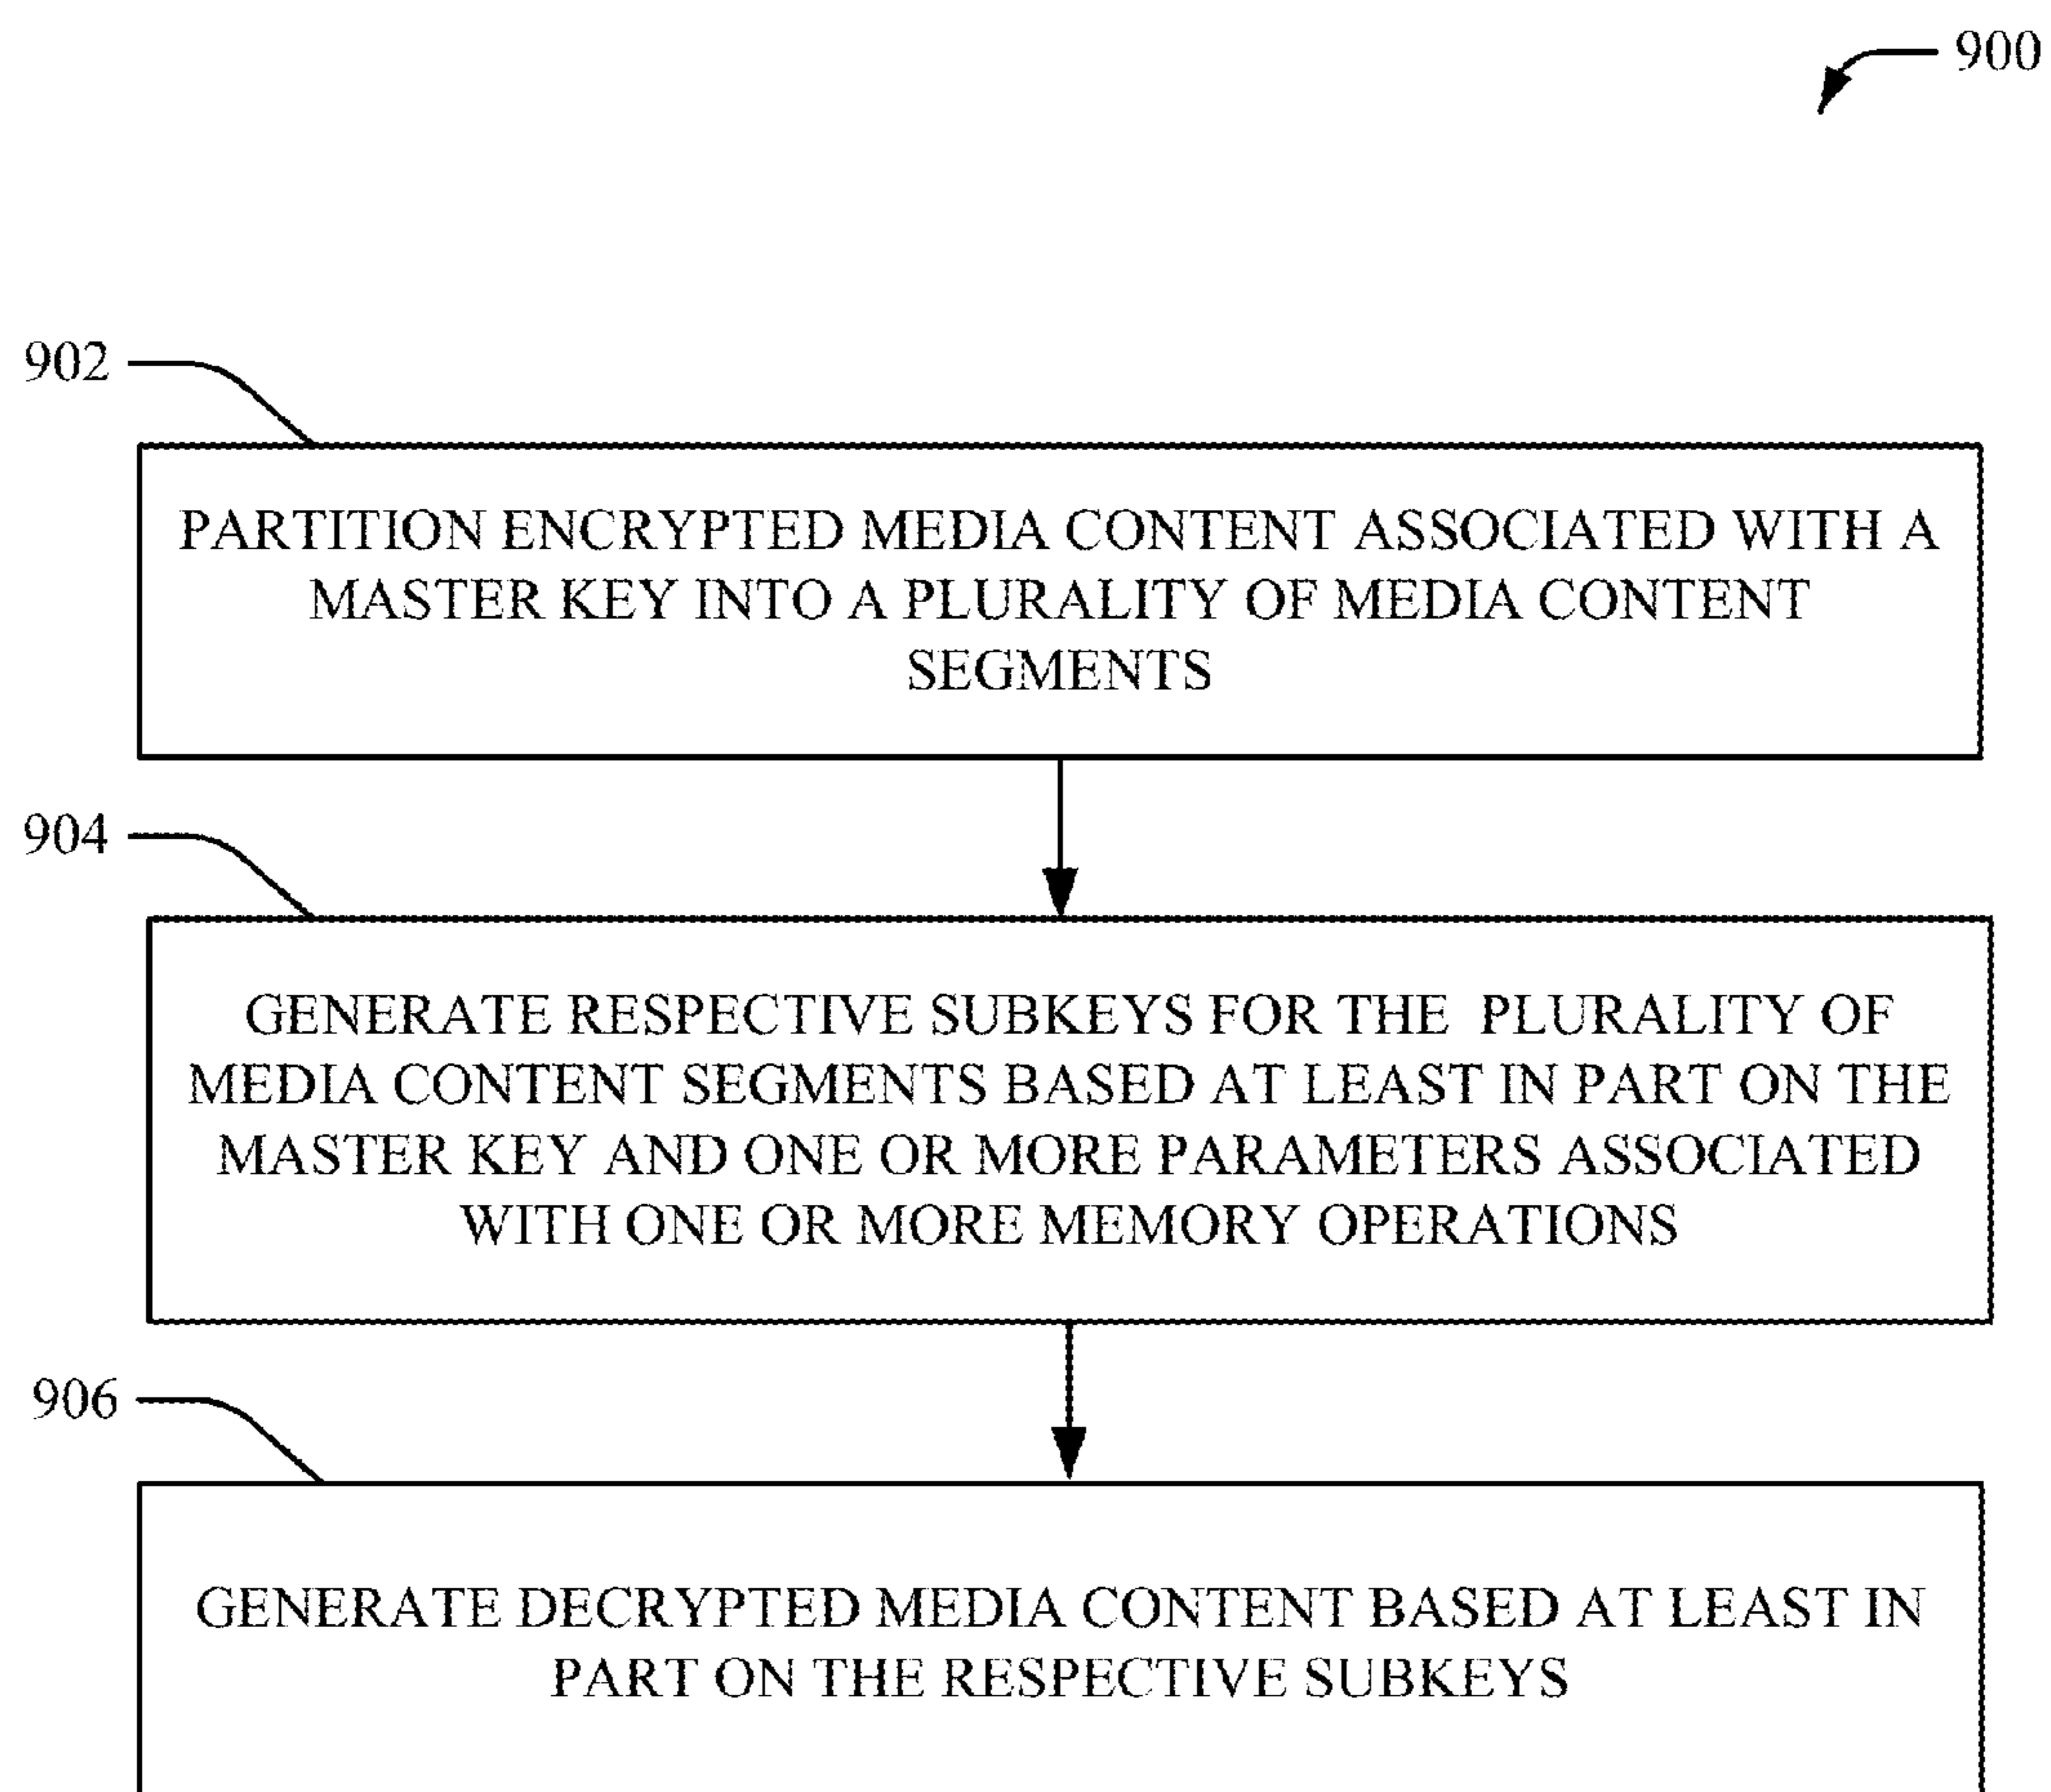 900
902
PARTITION ENCRYPTED MEDIA CONTENT ASSOCIATED WITH A
MASTER KEY INTO A PLURALITY OF MEDIA CONTENT
SEGMENTS
904
GENERATE RESPECTIVE SUBKEYS FOR THE PLURALITY OF
MEDIA CONTENT SEGMENTS BASED AT LEAST IN PART ON THE
MASTER KEY AND ONE OR MORE PARAMETERS ASSOCIATED
WITH ONE OR MORE MEMORY OPERATIONS
906
GENERATE DECRYPTED MEDIA CONTENT BASED AT LEAST IN
PART ON THE RESPECTIVE SUBKEYS